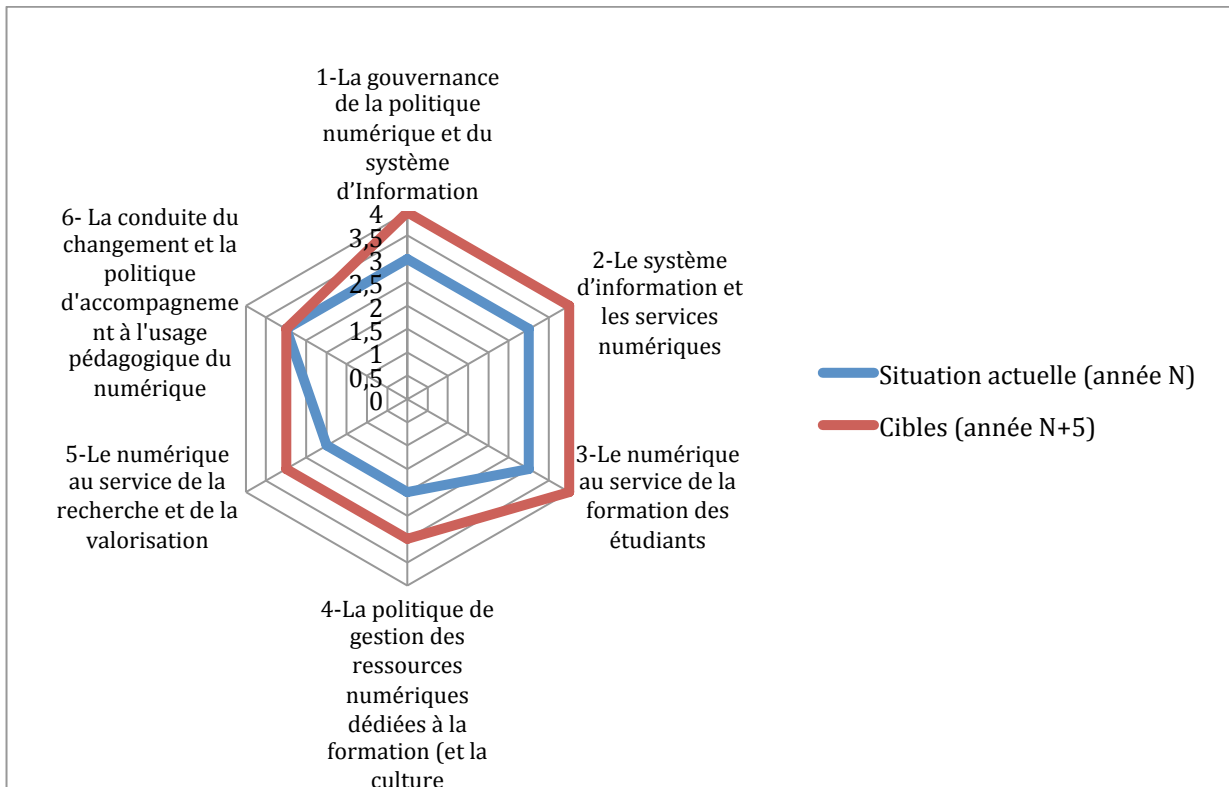 1-La gouvernance
de la politique
numérique et du
système
d’Information
4
3,5
3
2,5
2
1,5
1
0,5
0
2-Le système
d’information et
les services
numériques
3-Le numérique
au service de la
formation des
étudiants
4-La politique de
gestion des
ressources
numériques
dédiées à la
formation (et la
culture
5-Le numérique
au service de la
recherche et de la
valorisation
6- La conduite du
changement et la
politique
d'accompagneme
nt à l'usage
pédagogique du
numérique
Situation actuelle (année N)
Cibles (année N+5)